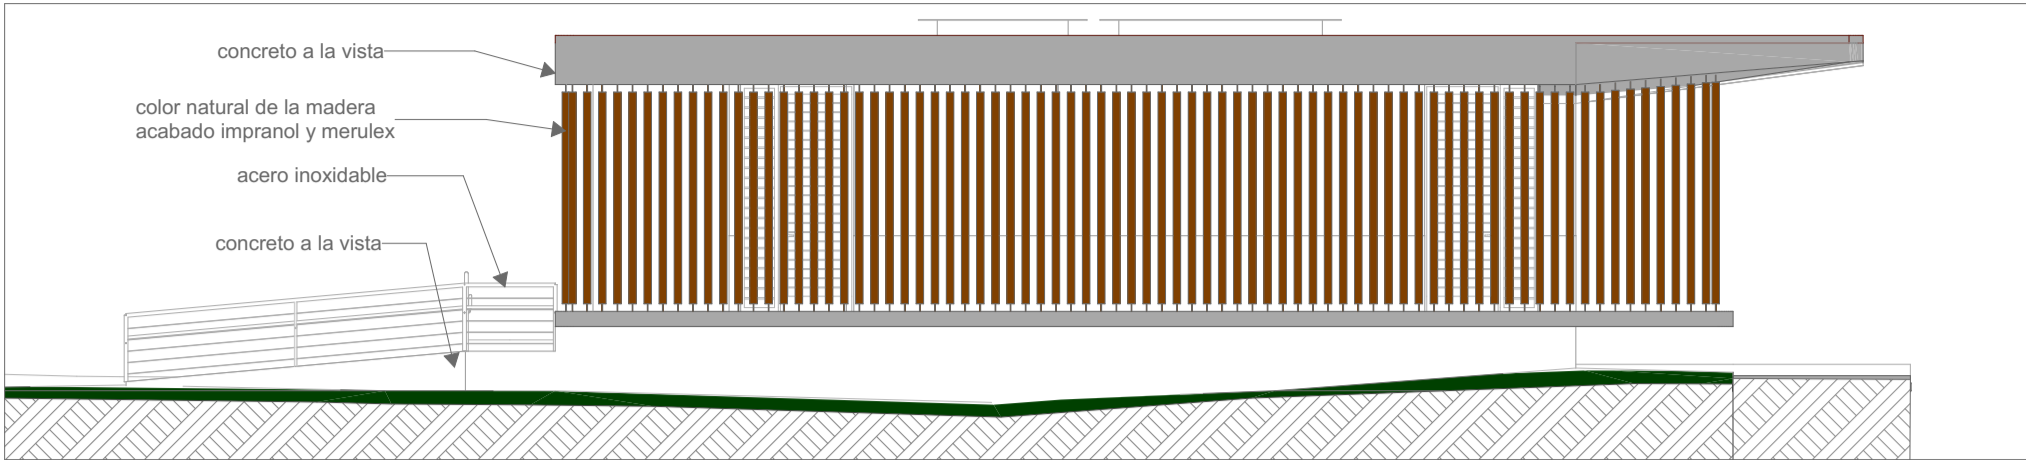 concreto a la vista
color natural de la madera
acabado impranol y merulex
acero inoxidable
concreto a la vista